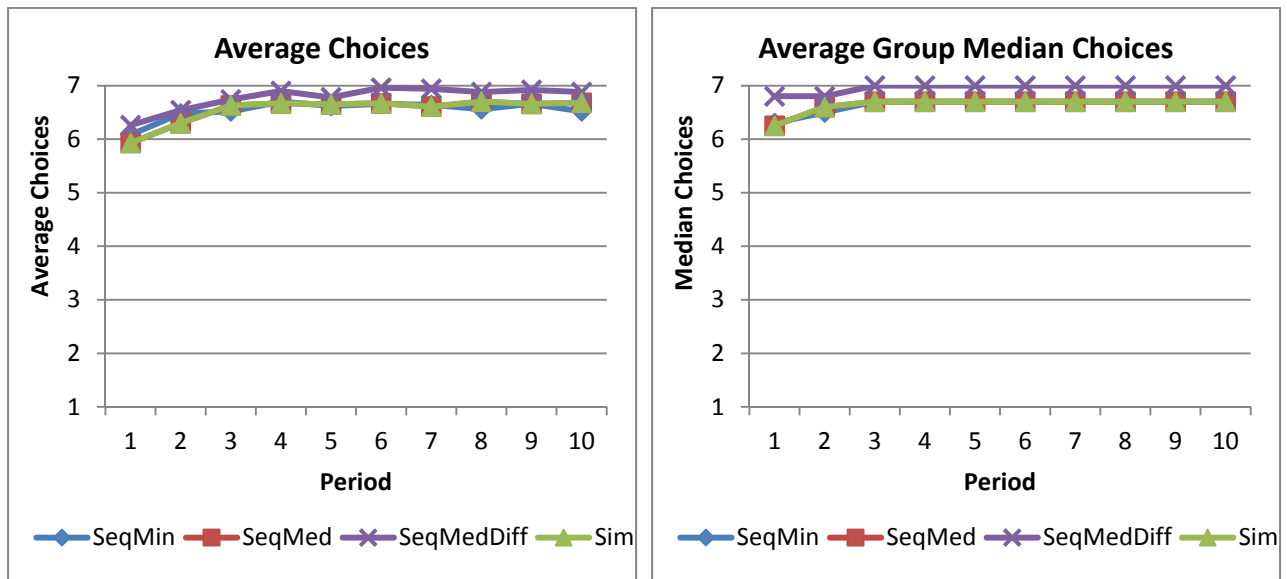 Average Choices
7
6
5
4
3
2
1
Average Choices
1 2 3 4 5 6 7 8 9 10
Period
SeqMin SeqMed SeqMedDiff Sim
Average Group Median Choices
7
6
5
4
3
2
1
Median Choices
1 2 3 4 5 6 7 8 9 10
Period
SeqMin SeqMed SeqMedDiff Sim